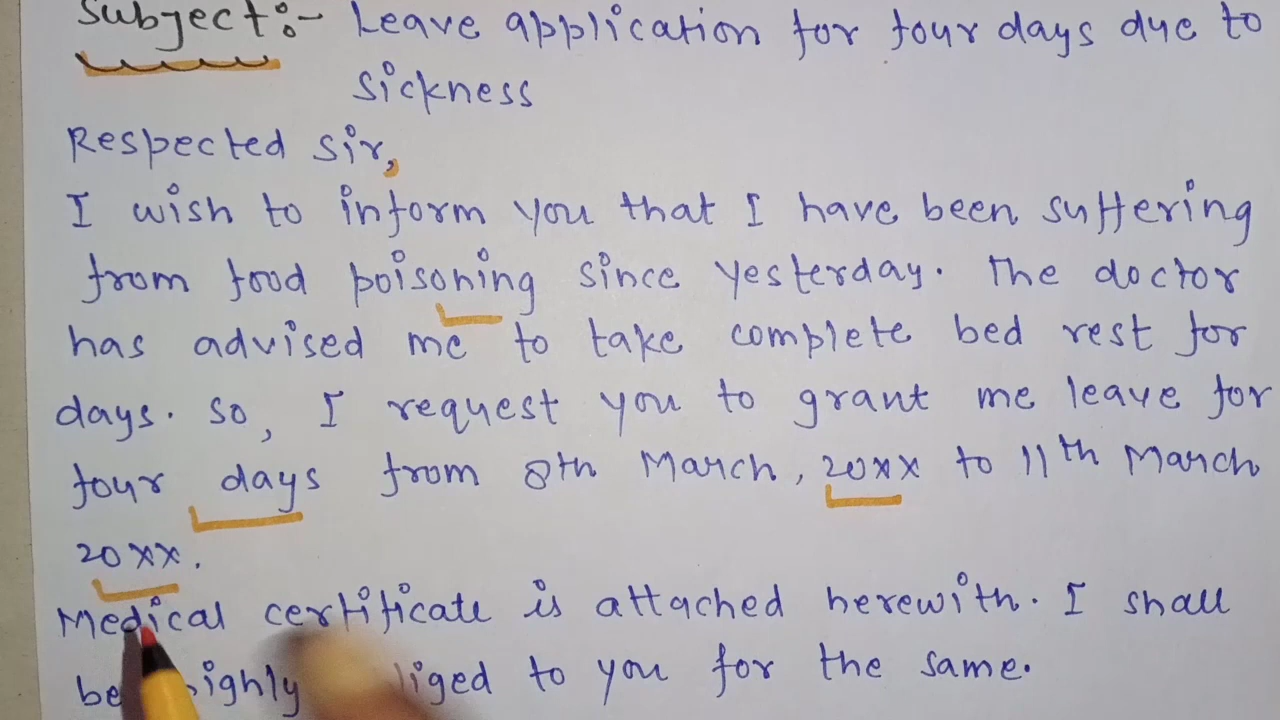 Subject:- Leave application for four days due to
sickness
Respected sir,
I wish to inform you that I have been suffering
from food poisoning since yesterday. The doctor
has advised me to take complete bed rest for
days. so, I request you to grant me leave for
four days from 8th March, 20xx to 11th March
20xx.
Medical certificate is attached herewith. I shall
be highly to you for the same.